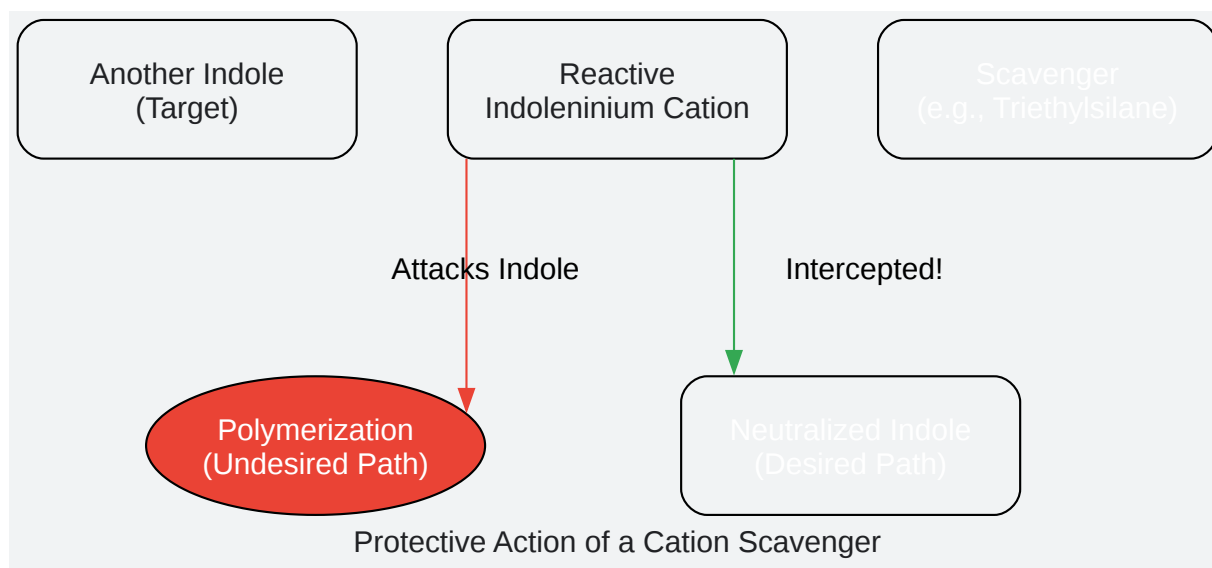 Another Indole
(Target)
Reactive
Indoleninium Cation
Scavenger
(e.g., Triethylsilane)
Attacks Indole
Intercepted!
Polymerization
(Undesired Path)
Neutralized Indole
(Desired Path)
Protective Action of a Cation Scavenger